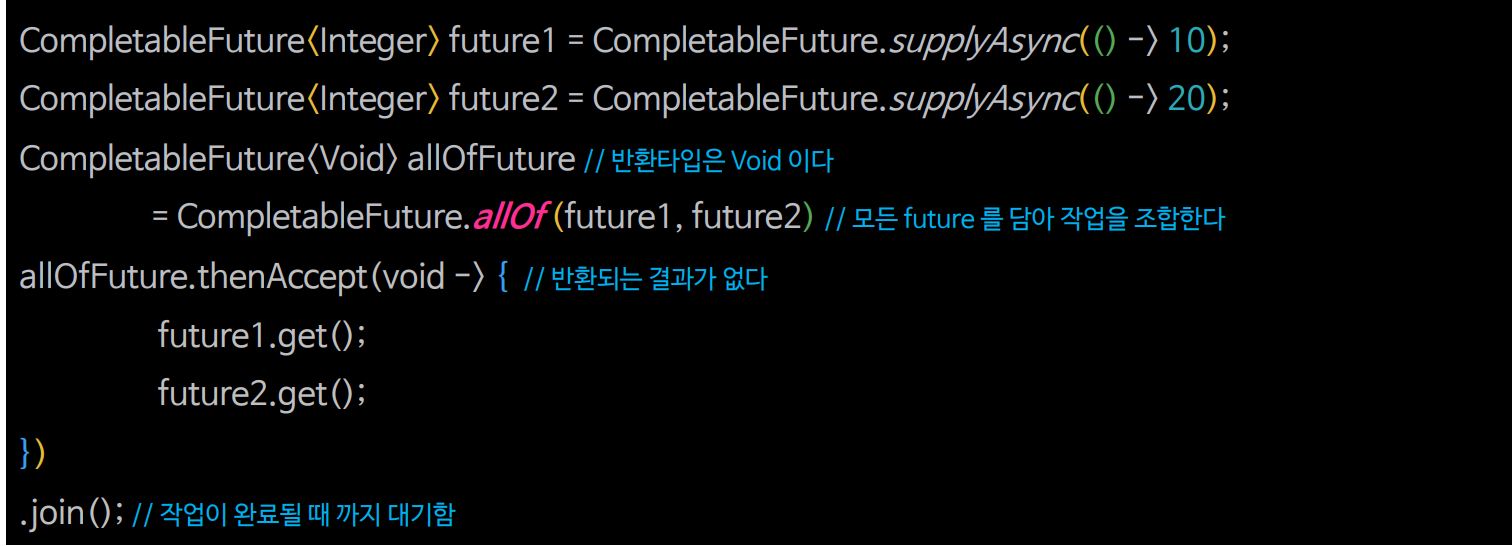 CompletableFuture<Integer> future1 = CompletableFuture.supplyAsync(() -> 10);
CompletableFuture<Integer> future2 = CompletableFuture.supplyAsync(() -> 20);
CompletableFuture<Void> allOfFuture // 반환타입은 Void 이다
= CompletableFuture.allOf (future1, future2) // 모든 future 를 담아 작업을 조합한다
allOfFuture.thenAccept(void -> { // 반환되는 결과가 없다
future1.get();
future2.get();
})
.join(); // 작업이 완료될 때 까지 대기함